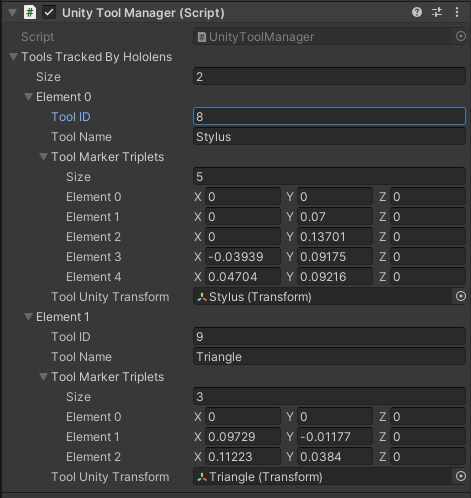 Unity Tool Manager (Script)
Script UnityToolManager
Tools Tracked By Hololens
Size 2
Element 0
Tool ID 8
Tool Name Stylus
Tool Marker Triplets
Size 5
Element 0 X 0 Y 0 Z 0
Element 1 X 0 Y 0.07 Z 0
Element 2 X 0 Y 0.13701 Z 0
Element 3 X -0.03939 Y 0.09175 Z 0
Element 4 X 0.04704 Y 0.09216 Z 0
Tool Unity Transform Stylus (Transform)
Element 1
Tool ID 9
Tool Name Triangle
Tool Marker Triplets
Size 3
Element 0 X 0 Y 0 Z 0
Element 1 X 0.09729 Y -0.01177 Z 0
Element 2 X 0.11223 Y 0.0384 Z 0
Tool Unity Transform Triangle (Transform)